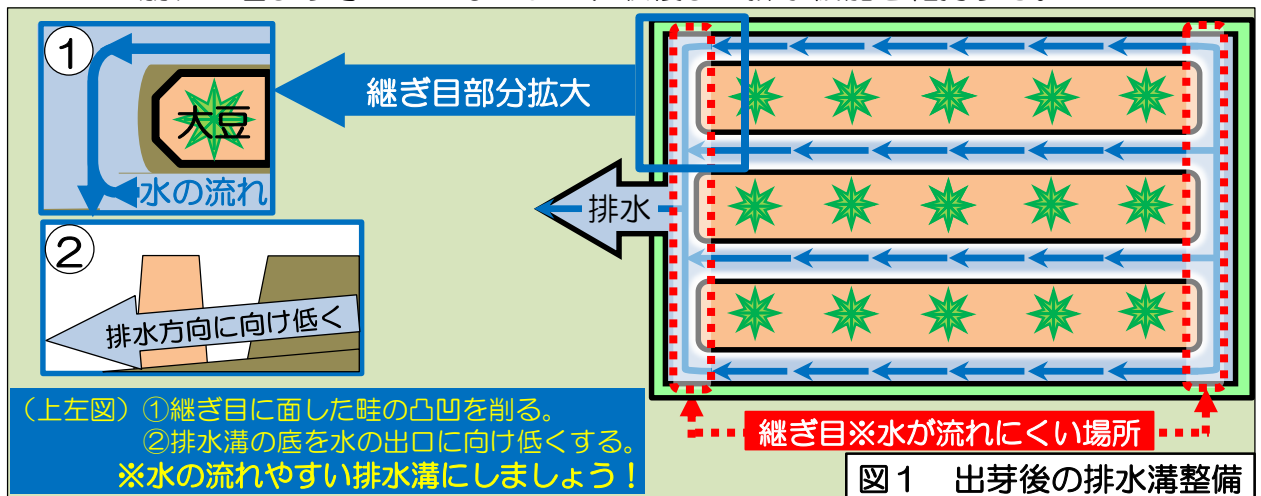 ①
大豆
水の流れ
継ぎ目部分拡大
排水
②
排水方向に向け低く
（上左図）①継ぎ目に面した畦の凸凹を削る。
②排水溝の底を水の出口に向け低くする。
※水の流れやすい排水溝にしましょう！
継ぎ目※水が流れにくい場所
図１　出芽後の排水溝整備